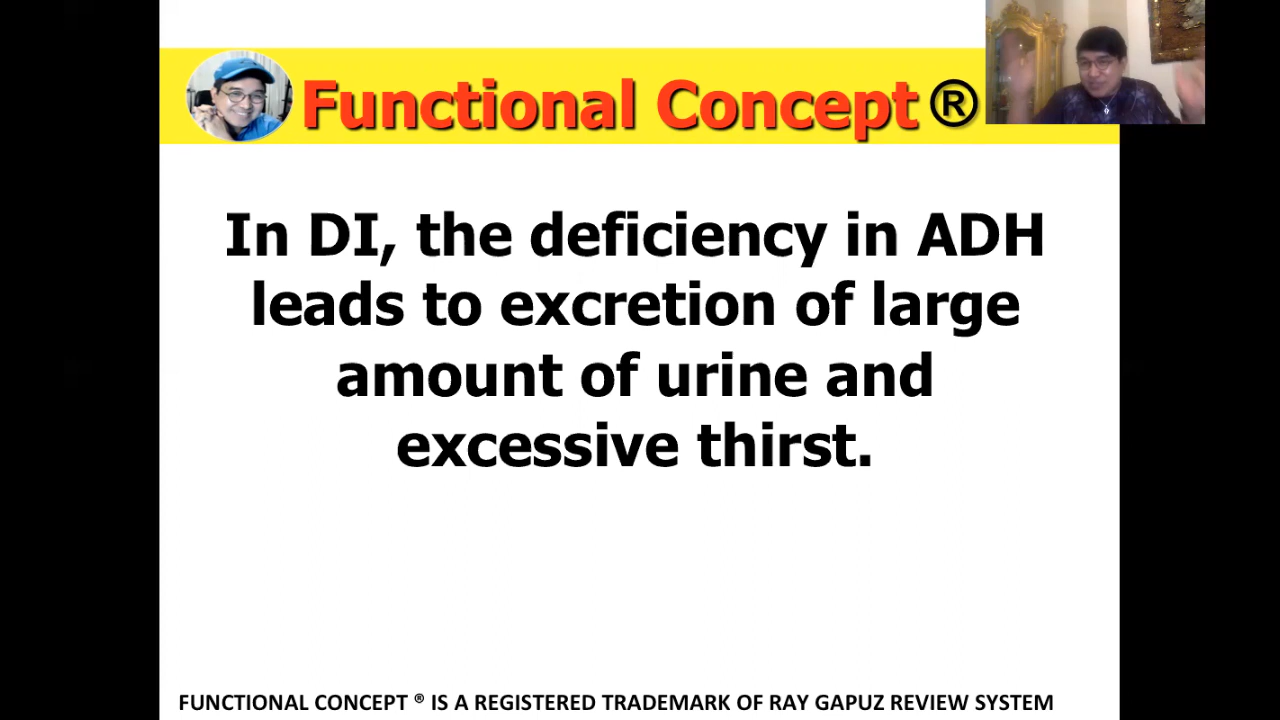 Functional Concept ®
In DI, the deficiency in ADH
leads to excretion of large
amount of urine and
excessive thirst.
FUNCTIONAL CONCEPT ® IS A REGISTERED TRADEMARK OF RAY GAPUZ REVIEW SYSTEM